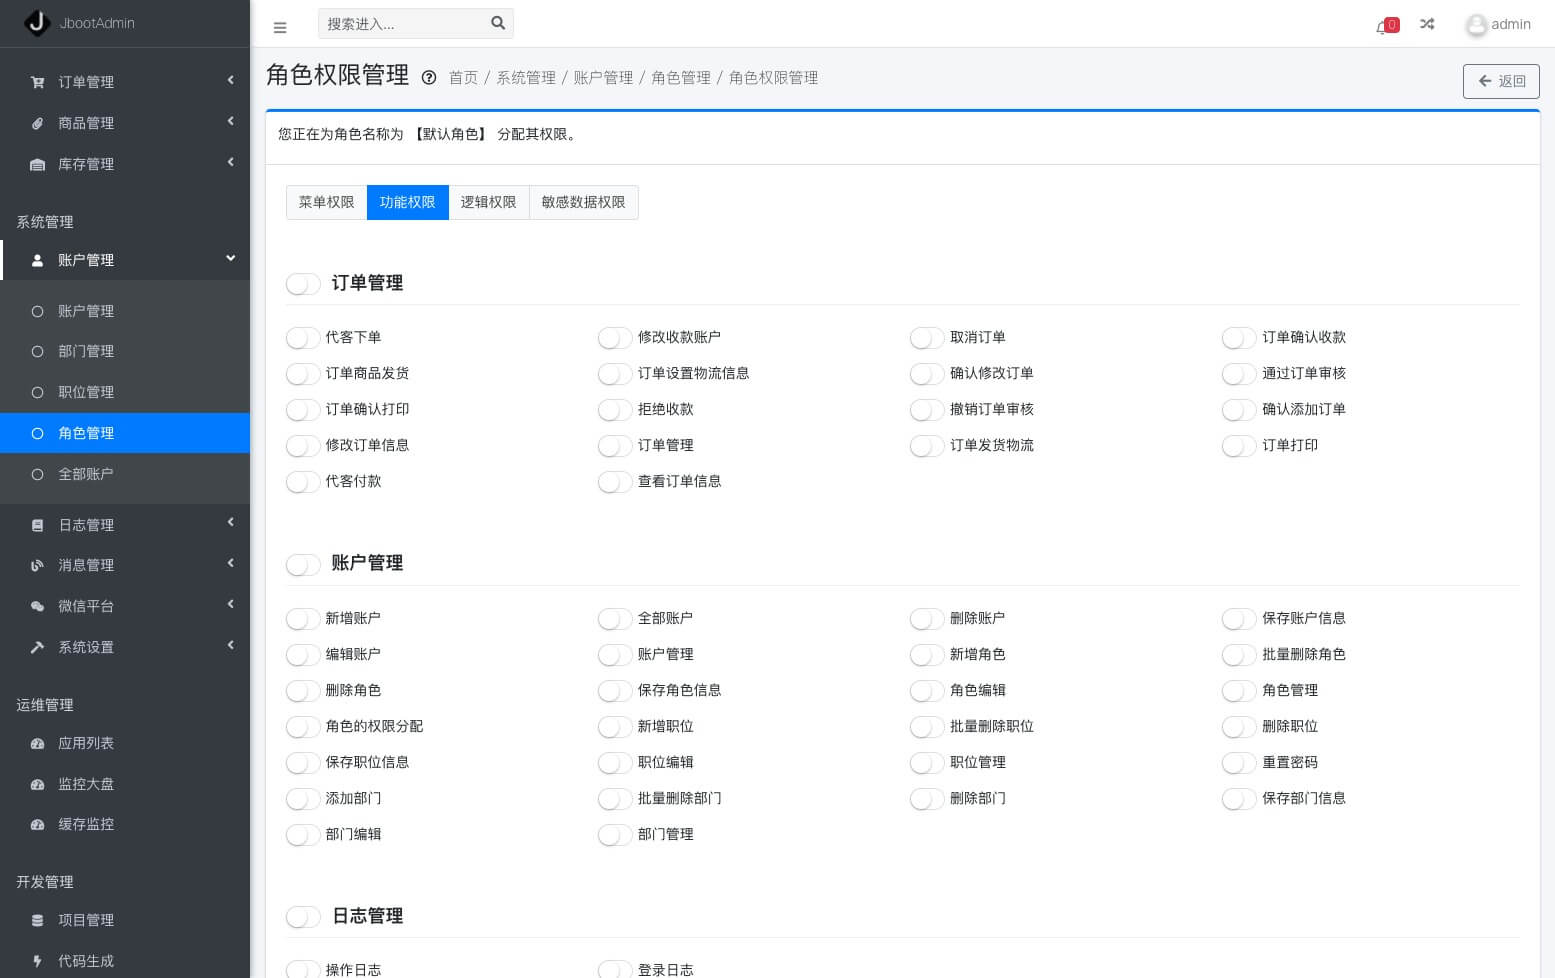 JbootAdmin
搜索进入...
0
admin
订单管理
商品管理
库存管理
系统管理
账户管理
账户管理
部门管理
职位管理
角色管理
全部账户
日志管理
消息管理
微信平台
系统设置
运维管理
应用列表
监控大盘
缓存监控
开发管理
项目管理
代码生成
角色权限管理 首页 / 系统管理 / 账户管理 / 角色管理 / 角色权限管理
返回
您正在为角色名称为 【默认角色】 分配其权限。
菜单权限 功能权限 逻辑权限 敏感数据权限
订单管理
代客下单 修改收款账户 取消订单 订单确认收款
订单商品发货 订单设置物流信息 确认修改订单 通过订单审核
订单确认打印 拒绝收款 撤销订单审核 确认添加订单
修改订单信息 订单管理 订单发货物流 订单打印
代客付款 查看订单信息
账户管理
新增账户 全部账户 删除账户 保存账户信息
编辑账户 账户管理 新增角色 批量删除角色
删除角色 保存角色信息 角色编辑 角色管理
角色的权限分配 新增职位 批量删除职位 删除职位
保存职位信息 职位编辑 职位管理 重置密码
添加部门 批量删除部门 删除部门 保存部门信息
部门编辑 部门管理
日志管理
操作日志 登录日志